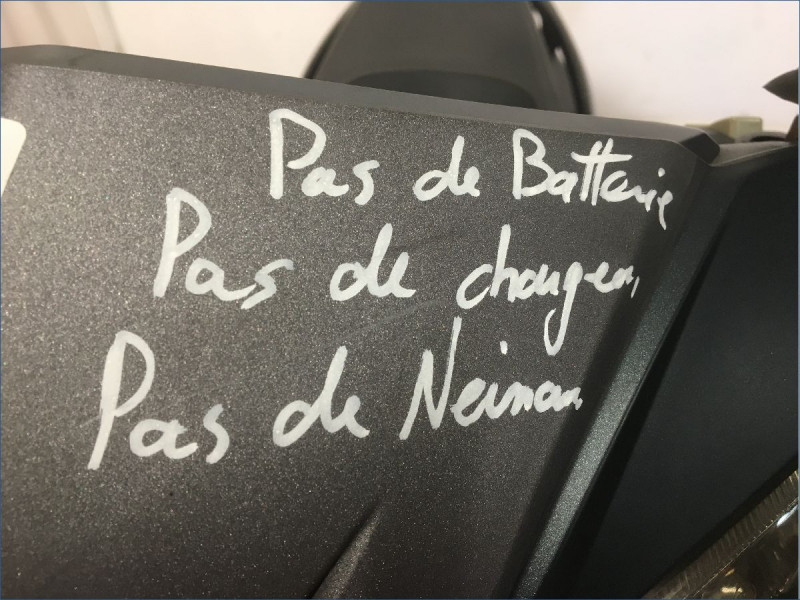 Pas de Batterie
Pas de chargeur
Pas de Neiman